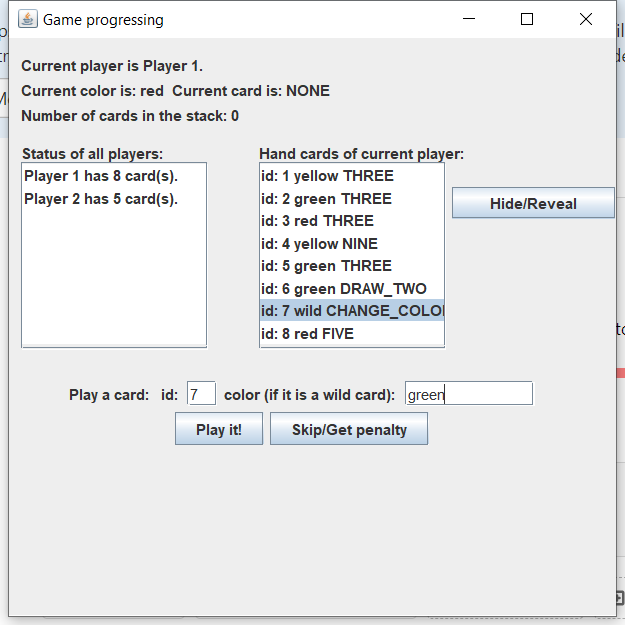 Game progressing
Current player is Player 1.
Current color is: red  Current card is: NONE
Number of cards in the stack: 0
Status of all players:
Player 1 has 8 card(s).
Player 2 has 5 card(s).
Hand cards of current player:
id: 1 yellow THREE
id: 2 green THREE
id: 3 red THREE
id: 4 yellow NINE
id: 5 green THREE
id: 6 green DRAW_TWO
id: 7 wild CHANGE_COLO
id: 8 red FIVE
Hide/Reveal
Play a card:  id: 7  color (if it is a wild card): green
Play it!  Skip/Get penalty